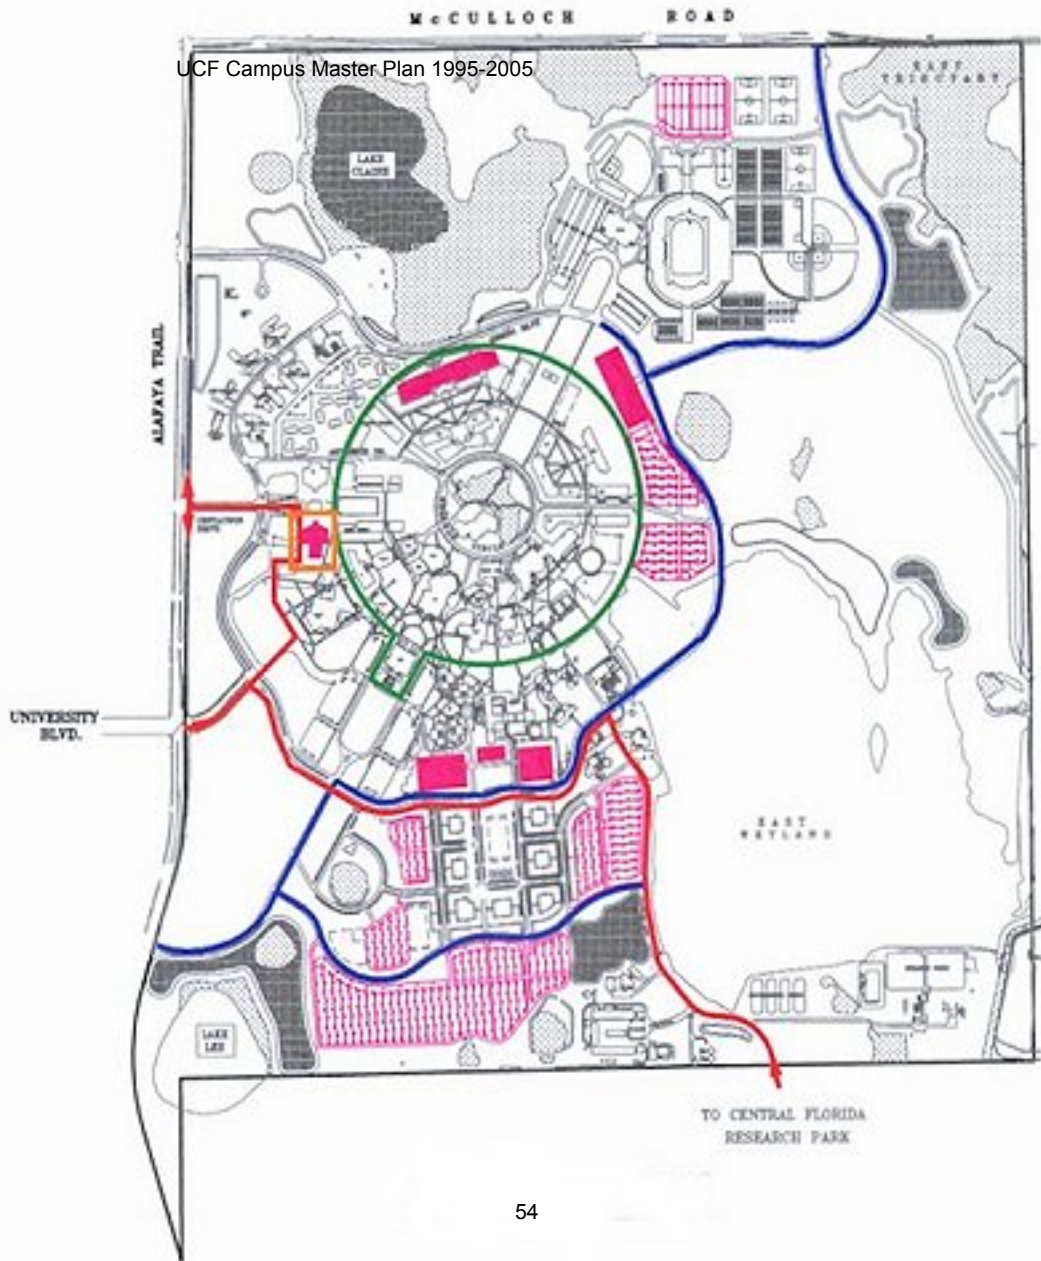 McCULLOCH ROAD
UCF Campus Master Plan 1995-2005
EAST
TRIBUTARY
LAKE
CLAIRE
ALAFAYA TRAIL
UNIVERSITY
BLVD.
EAST
WETLAND
LAKE
LEE
TO CENTRAL FLORIDA
RESEARCH PARK
54